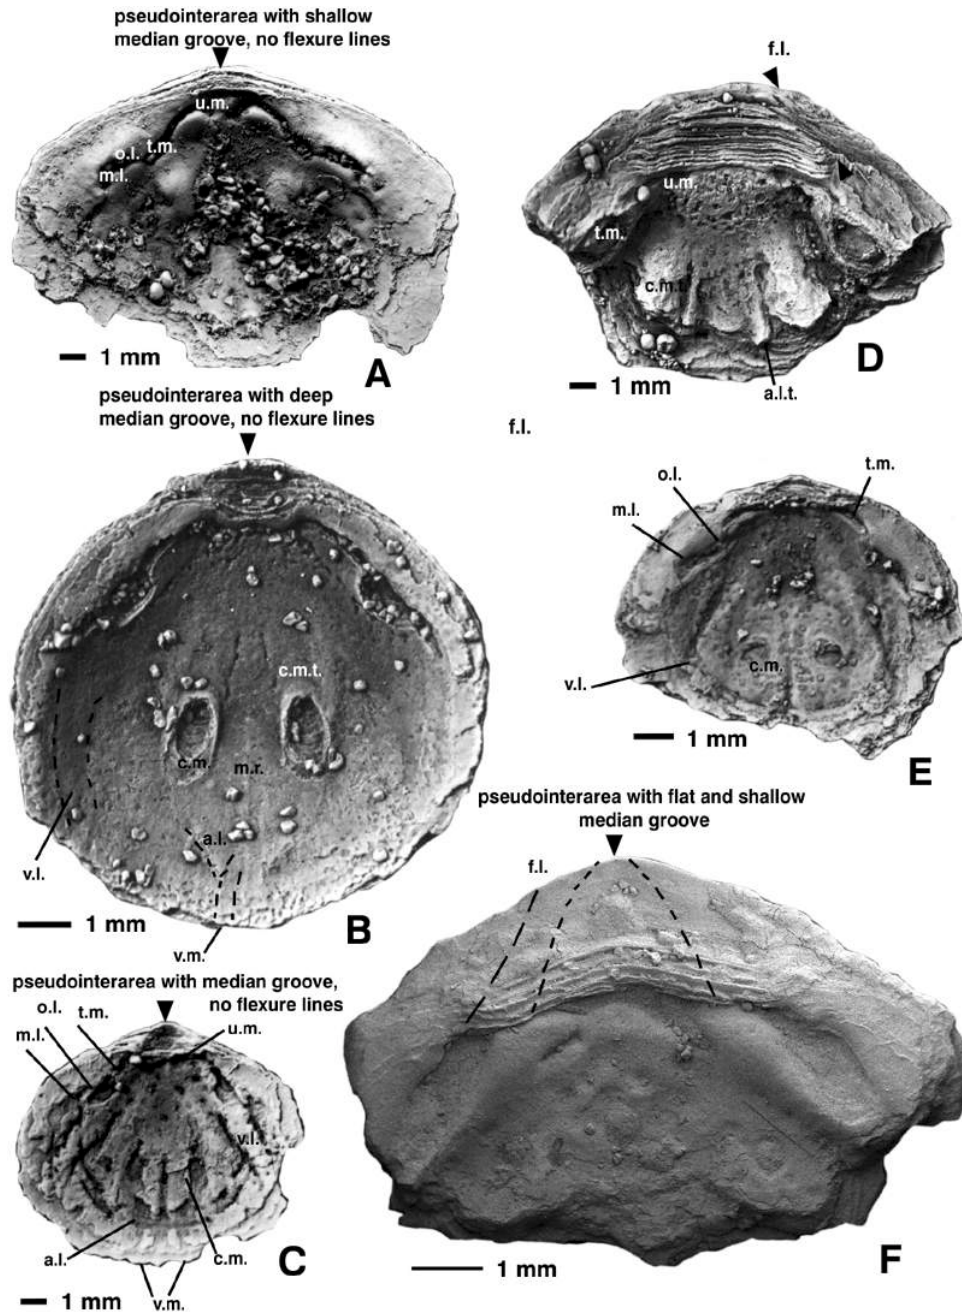 pseudointerarea with shallow
median groove, no flexure lines
u.m.
t.m.
o.l.
m.l.
1 mm
A
f.l.
u.m.
t.m.
c.m.t.
1 mm
D
a.l.t.
pseudointerarea with deep
median groove, no flexure lines
c.m.t.
c.m.
m.r.
a.l.
v.l.
1 mm
B
v.m.
f.l.
o.l.
t.m.
m.l.
c.m.
v.l.
1 mm
E
pseudointerarea with median groove,
no flexure lines
o.l.
t.m.
u.m.
m.l.
v.l.
a.l.
c.m.
C
1 mm
v.m.
pseudointerarea with flat and shallow
median groove
f.l.
F
1 mm